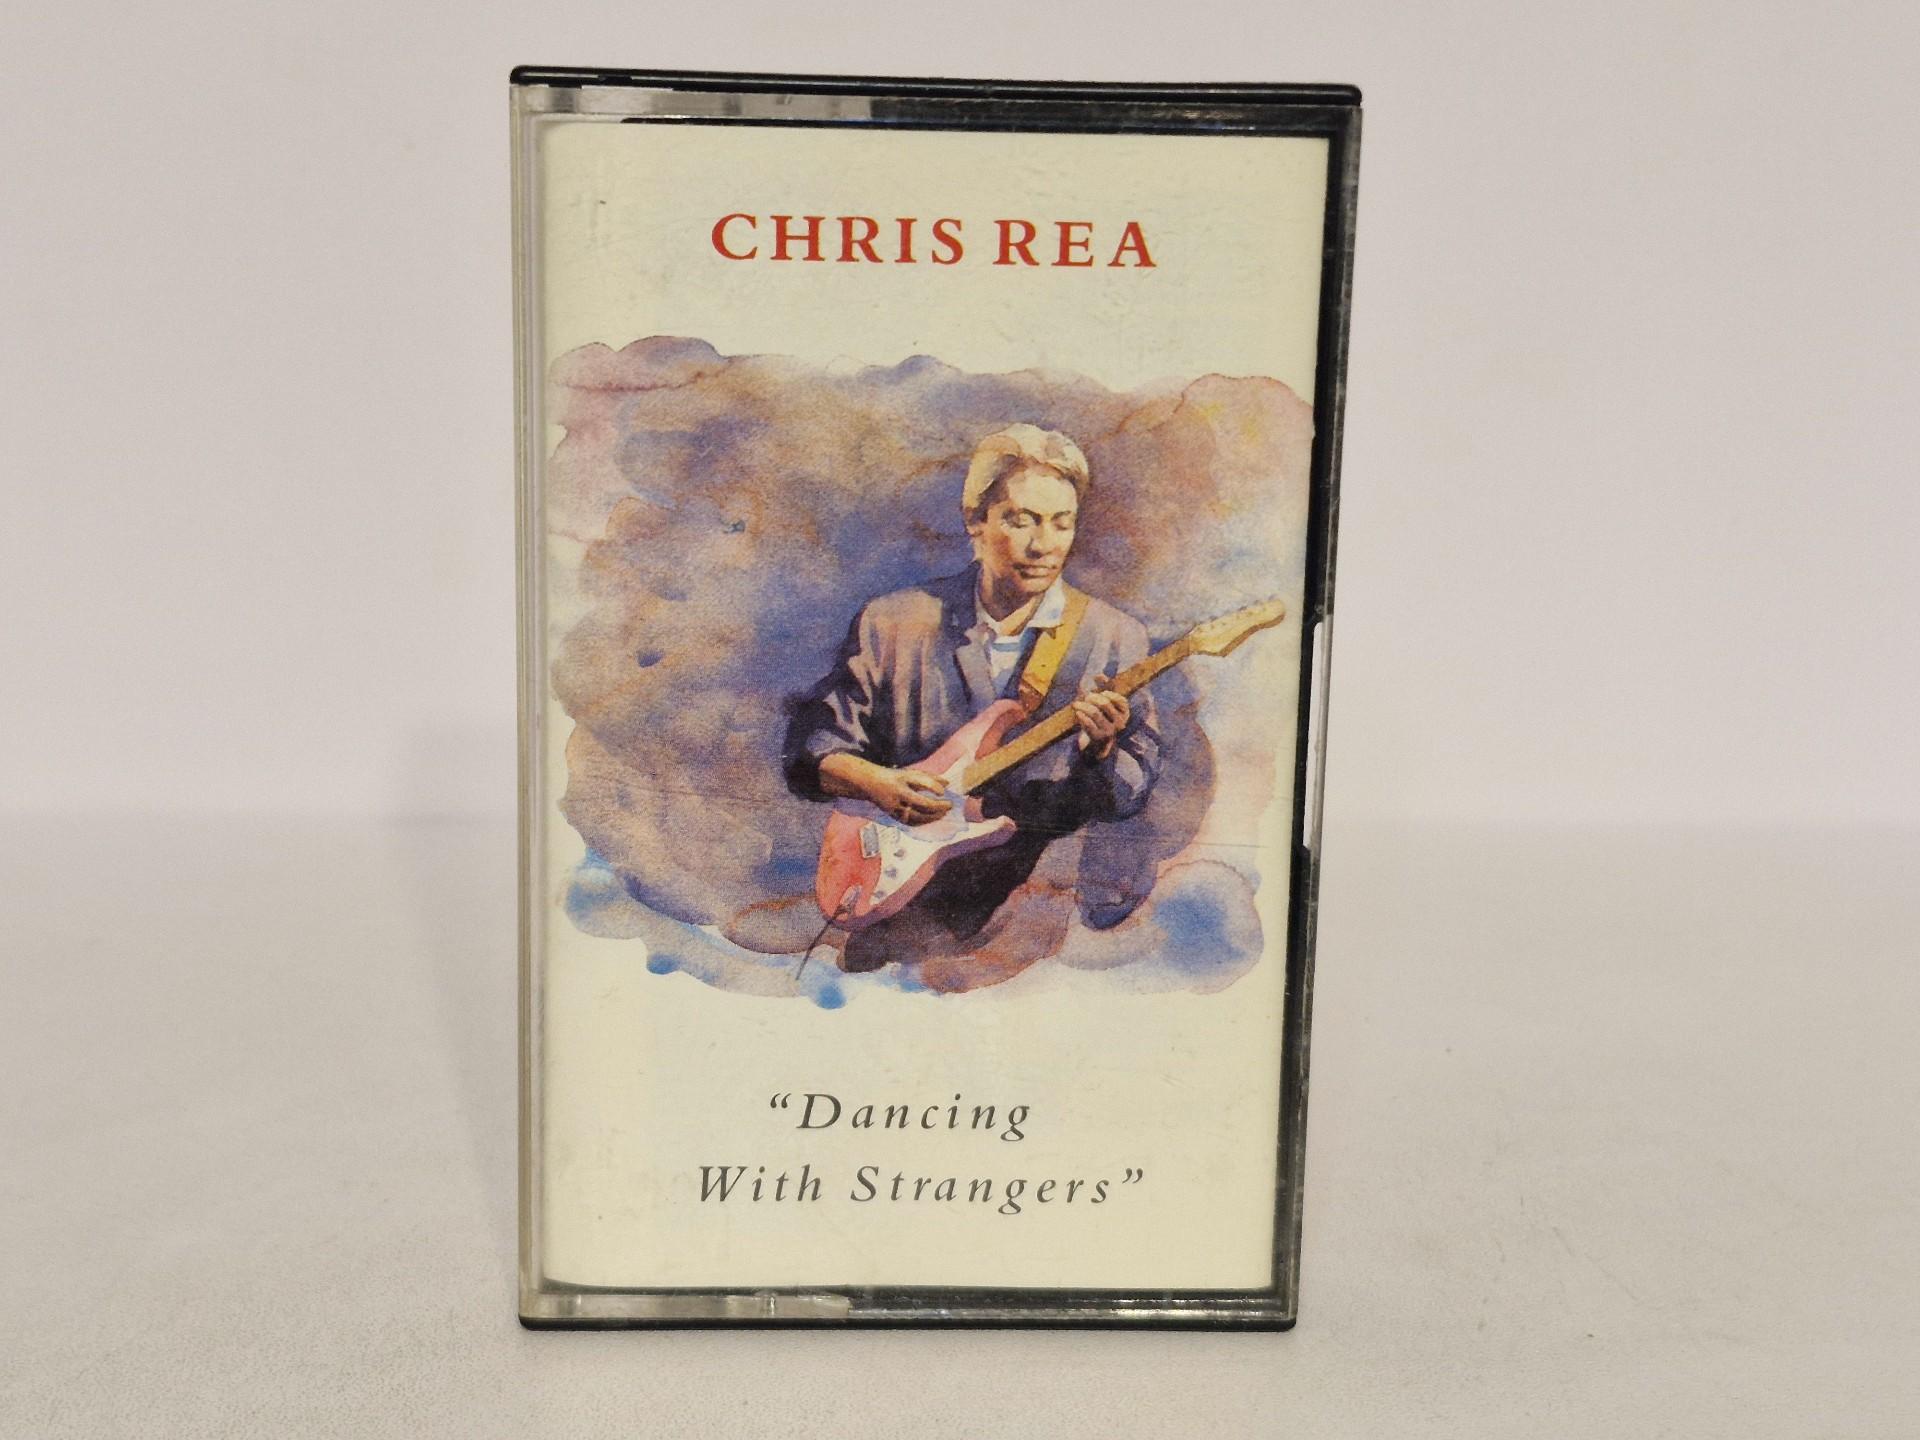 CHRIS REA
“Dancing
With Strangers”